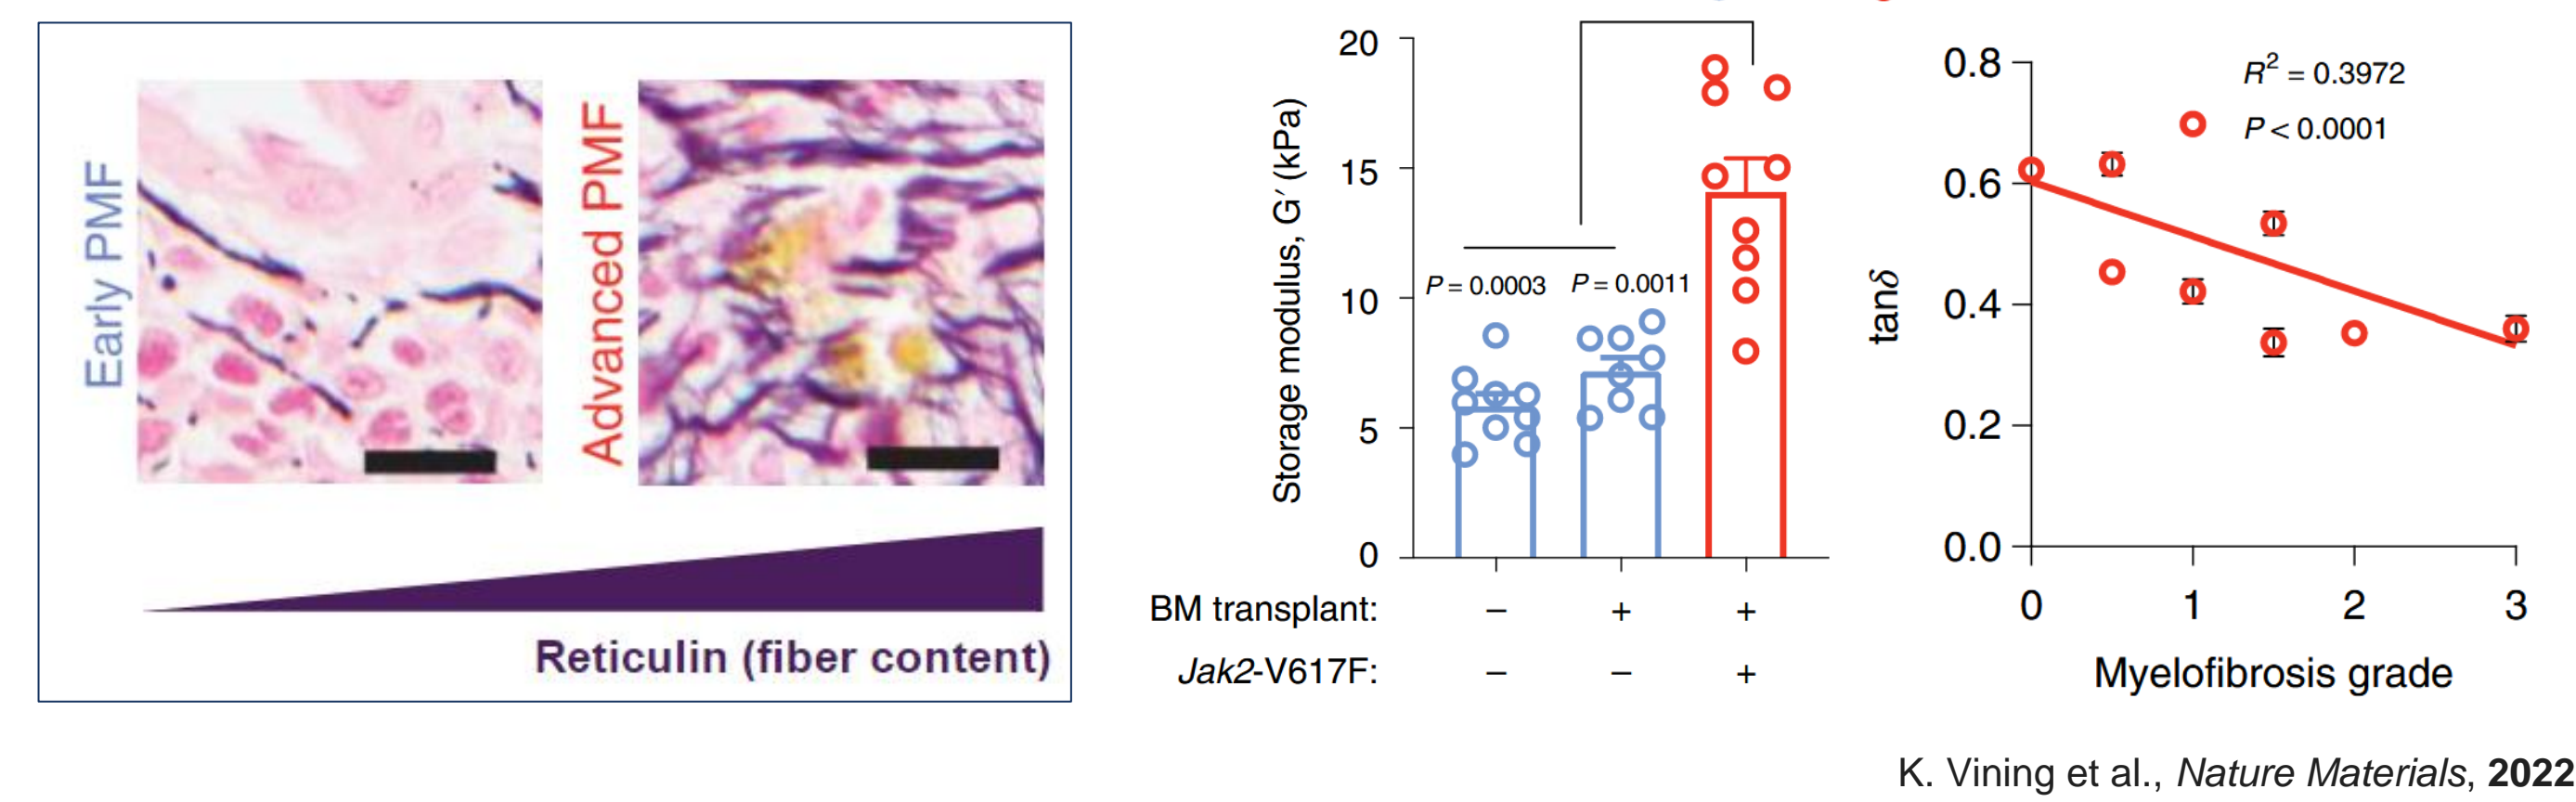 Early PMF
Advanced PMF
Reticulin (fiber content)
Storage modulus, G′ (kPa)
20
15
10
5
0
P = 0.0003
P = 0.0011
BM transplant: – + +
Jak2-V617F: – – +
tanδ
0.8
0.6
0.4
0.2
0.0
R² = 0.3972
P < 0.0001
0 1 2 3
Myelofibrosis grade
K. Vining et al., Nature Materials, 2022